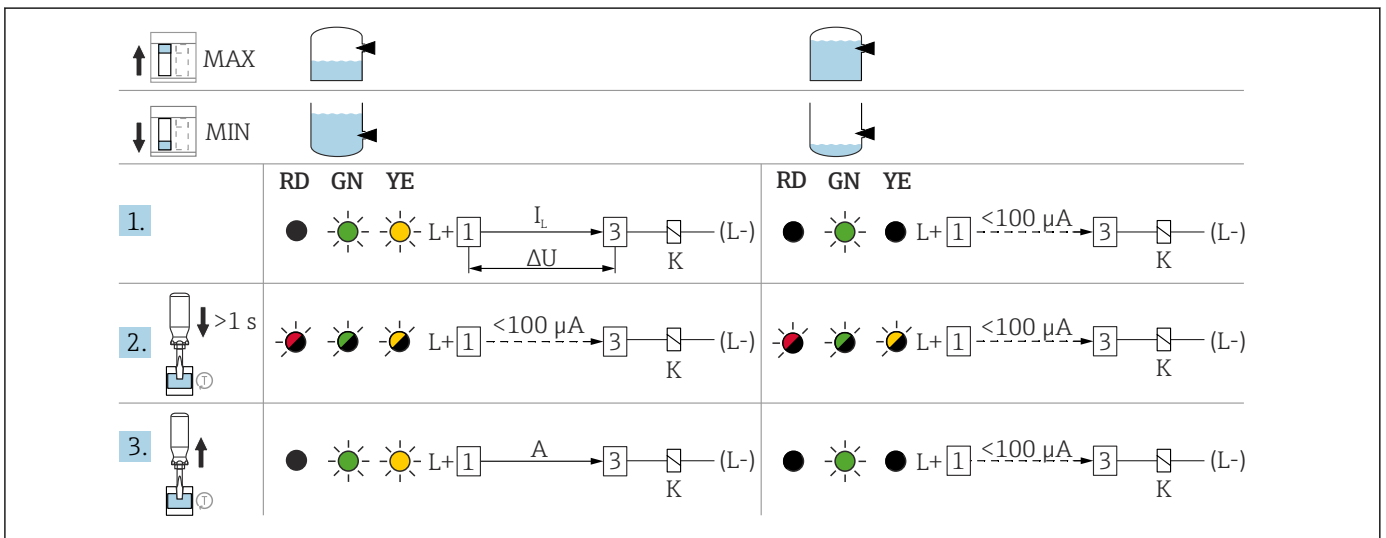 MAX
MIN
RD GN YE RD GN YE
1. L+ 1 I_L 3 (L-) L+ 1 <100 µA 3 (L-)
ΔU K K
2. >1 s L+ 1 <100 µA 3 (L-) L+ 1 <100 µA 3 (L-)
T K K
3. L+ 1 A 3 (L-) L+ 1 <100 µA 3 (L-)
T K K